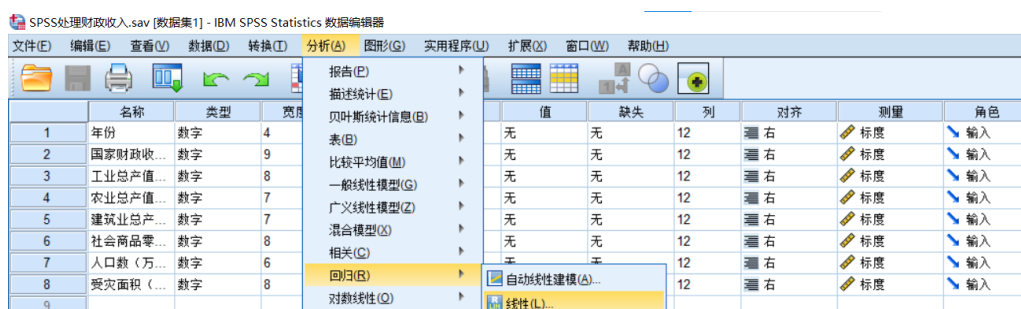 SPSS处理财政收入.sav [数据集1] - IBM SPSS Statistics 数据编辑器
文件(F) 编辑(E) 查看(V) 数据(D) 转换(T) 分析(A) 图形(G) 实用程序(U) 扩展(X) 窗口(W) 帮助(H)
报告(P)
描述统计(E)
贝叶斯统计信息(B)
表(B)
比较平均值(M)
一般线性模型(G)
广义线性模型(Z)
混合模型(X)
相关(C)
回归(R)
对数线性(O)
自动线性建模(A)...
线性(L)...
名称 类型 宽度 值 缺失 列 对齐 测量 角色
1 年份 数字 4 无 无 12 右 标度 输入
2 国家财政收... 数字 9 无 无 12 右 标度 输入
3 工业总产值... 数字 8 无 无 12 右 标度 输入
4 农业总产值... 数字 7 无 无 12 右 标度 输入
5 建筑业总产... 数字 7 无 无 12 右 标度 输入
6 社会商品零... 数字 8 无 无 12 右 标度 输入
7 人口数（万... 数字 6 无 无 12 右 标度 输入
8 受灾面积（... 数字 8 12 右 标度 输入
9